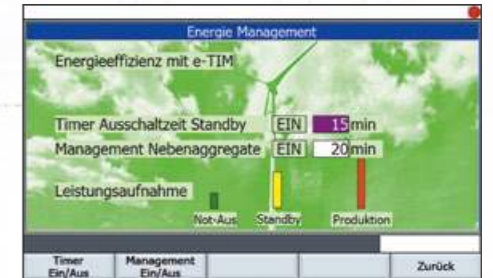 Energie Management
Energieeffizienz mit e-TIM
Timer Ausschaltzeit Standby EIN 15 min
Management Nebenaggregate EIN 20 min
Leistungsaufnahme
Not-Aus Standby Produktion
Timer Ein/Aus Management Ein/Aus Zurück